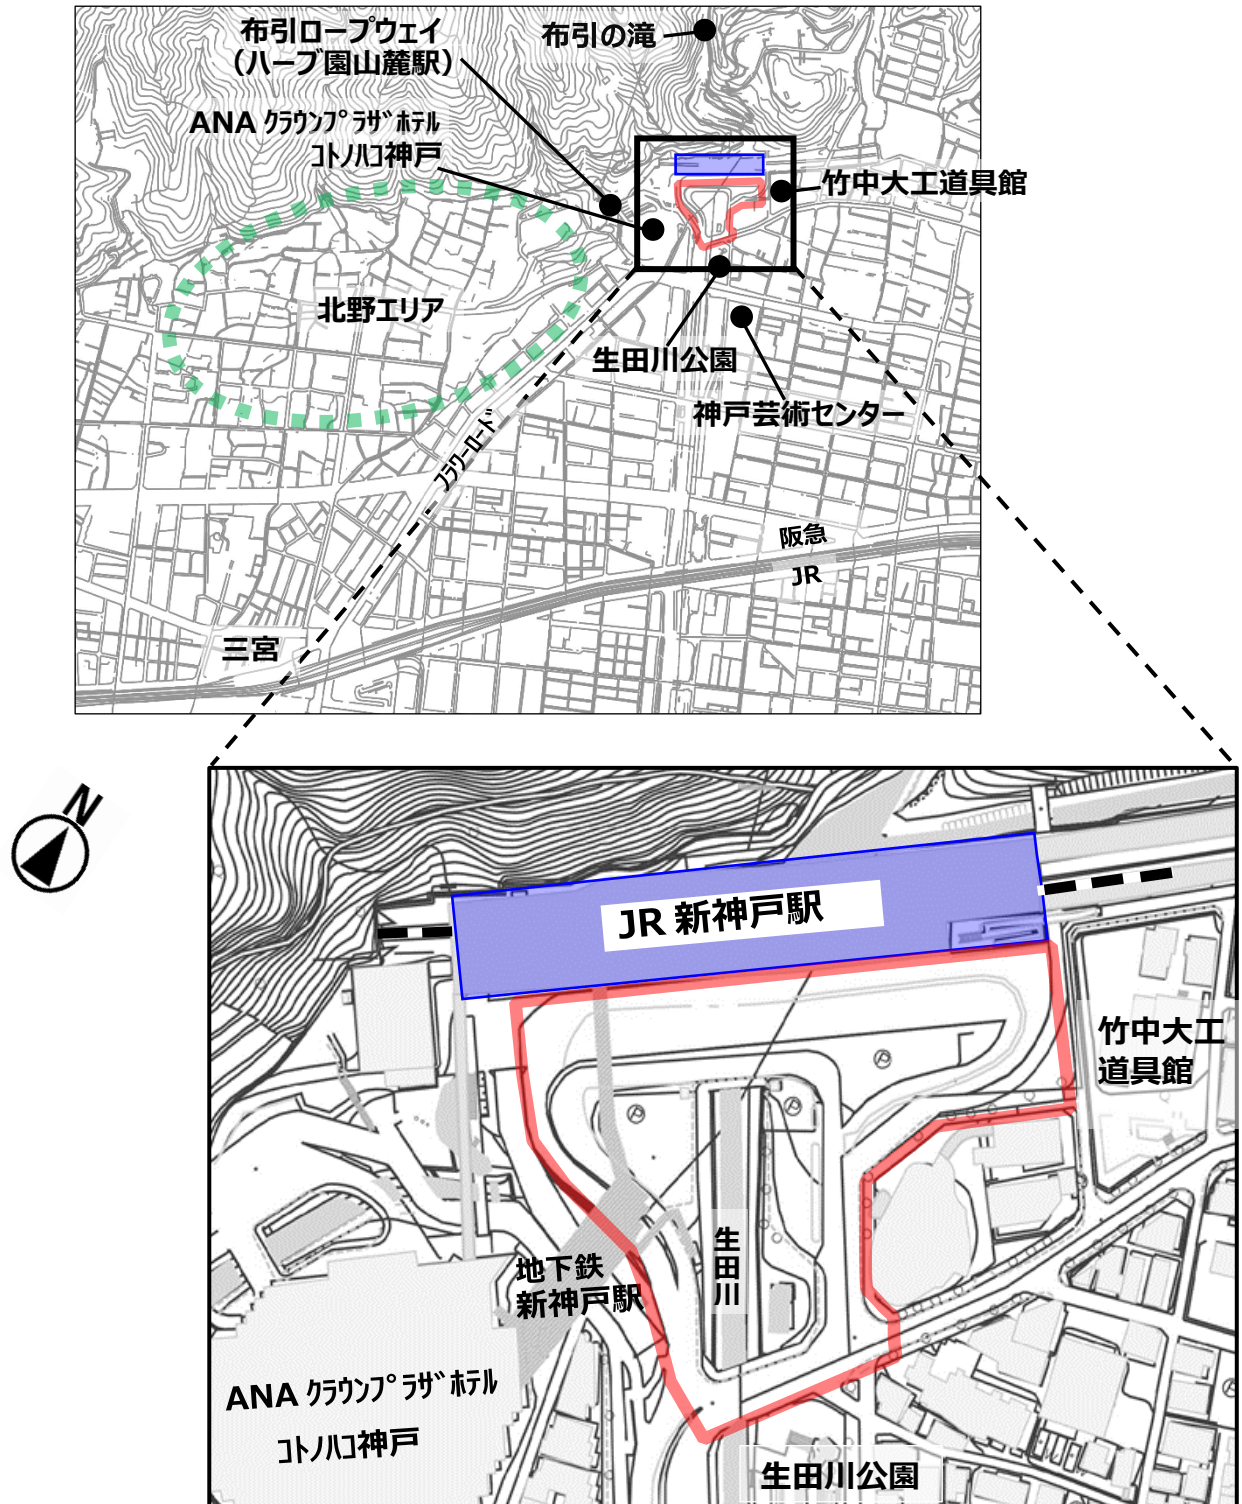 布引ロープウェイ
（ハーブ園山麓駅）
布引の滝
ANA クラウンプラザホテル
コトノハコ神戸
竹中大工道具館
北野エリア
生田川公園
神戸芸術センター
フラワーロード
阪急
JR
三宮
N
JR 新神戸駅
竹中大工
道具館
地下鉄
新神戸駅
生田川
ANA クラウンプラザホテル
コトノハコ神戸
生田川公園